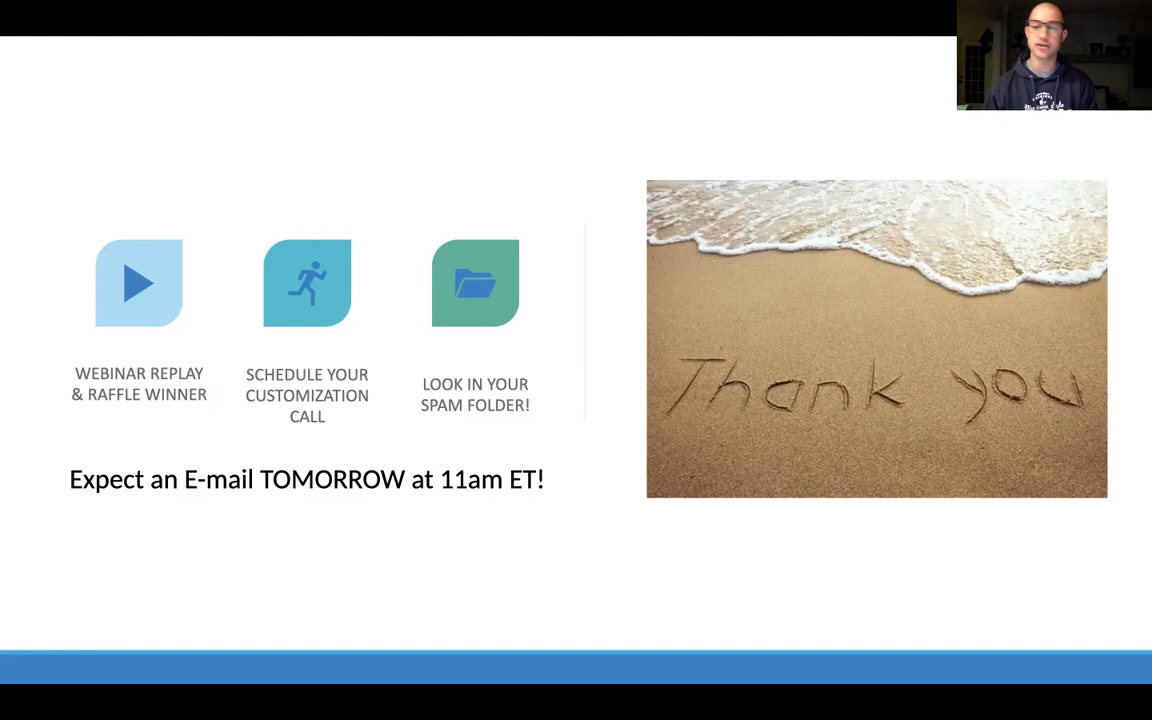 WEBINAR REPLAY
& RAFFLE WINNER
SCHEDULE YOUR
CUSTOMIZATION
CALL
LOOK IN YOUR
SPAM FOLDER!
Expect an E-mail TOMORROW at 11am ET!
Thank you